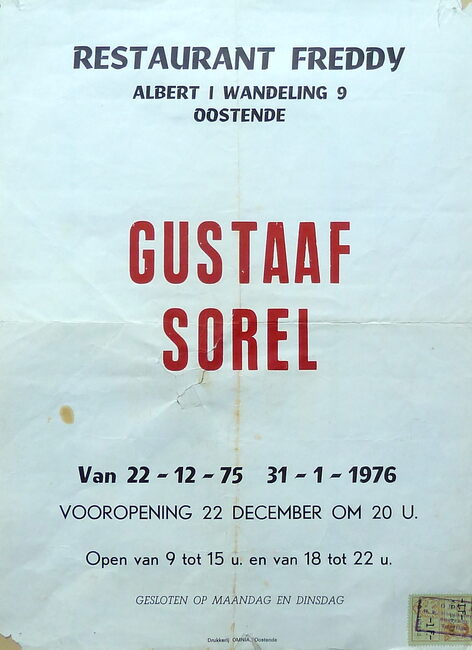 RESTAURANT FREDDY
ALBERT I WANDELING 9
OOSTENDE
GUSTAAF
SOREL
Van 22 - 12 - 75 31 - 1 - 1976
VOOROPENING 22 DECEMBER OM 20 U.
Open van 9 tot 15 u. en van 18 tot 22 u.
GESLOTEN OP MAANDAG EN DINSDAG
Drukkerij OMNIA, Oostende